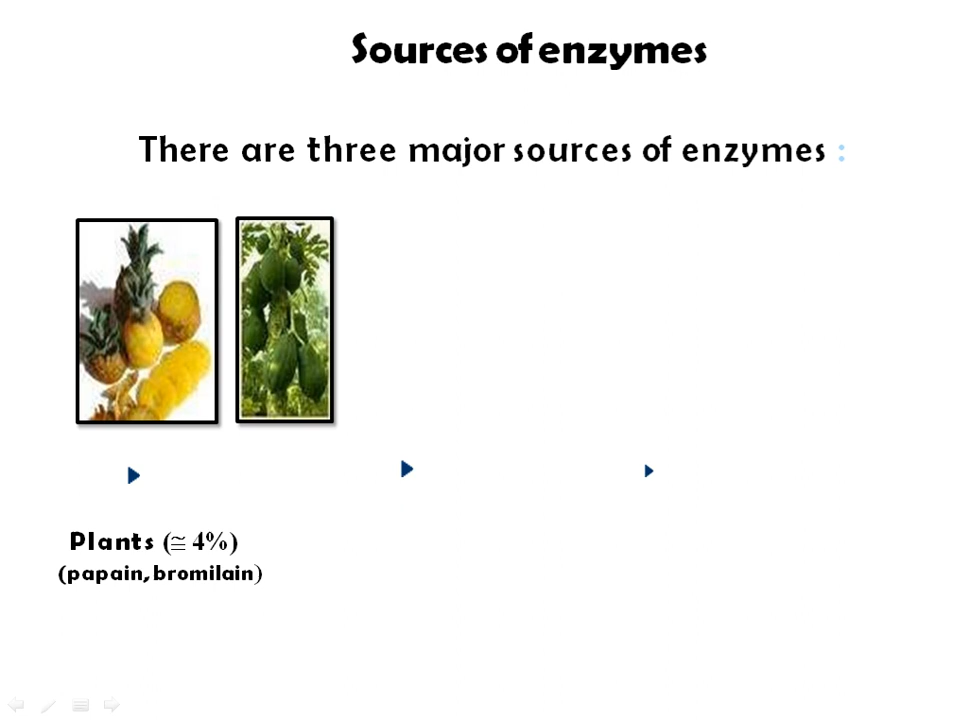 Sources of enzymes
There are three major sources of enzymes :
Plants (≅ 4%)
(papain, bromilain)